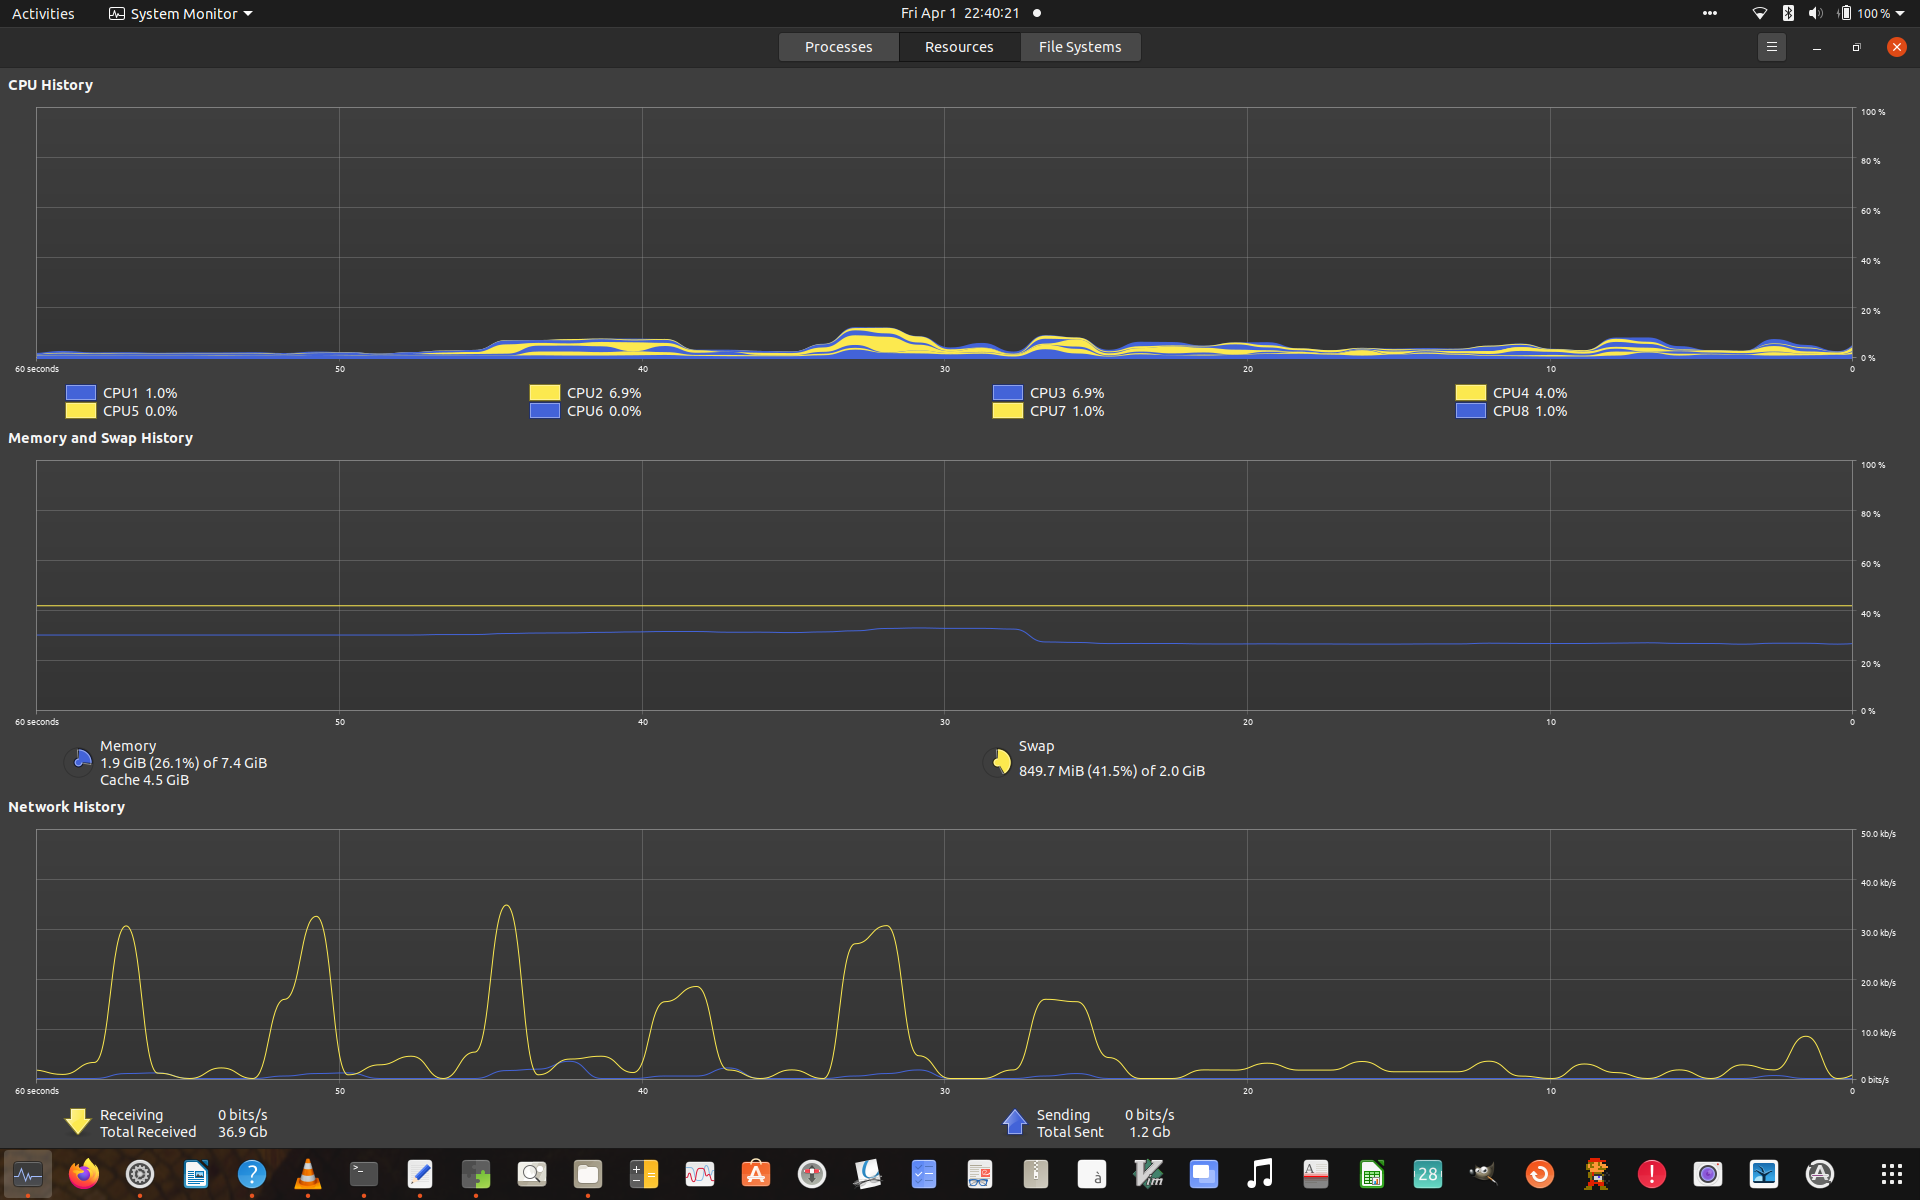 Activities System Monitor Fri Apr 1 22:40:21 100 %
Processes Resources File Systems
CPU History
100 %
80 %
60 %
40 %
20 %
0 %
60 seconds 50 40 30 20 10 0
CPU1 1.0% CPU2 6.9% CPU3 6.9% CPU4 4.0%
CPU5 0.0% CPU6 0.0% CPU7 1.0% CPU8 1.0%
Memory and Swap History
100 %
80 %
60 %
40 %
20 %
0 %
60 seconds 50 40 30 20 10 0
Memory
1.9 GiB (26.1%) of 7.4 GiB
Cache 4.5 GiB
Swap
849.7 MiB (41.5%) of 2.0 GiB
Network History
50.0 kb/s
40.0 kb/s
30.0 kb/s
20.0 kb/s
10.0 kb/s
0 bits/s
60 seconds 50 40 30 20 10 0
Receiving 0 bits/s
Total Received 36.9 Gb
Sending 0 bits/s
Total Sent 1.2 Gb
? >_ à Vim A 28 !